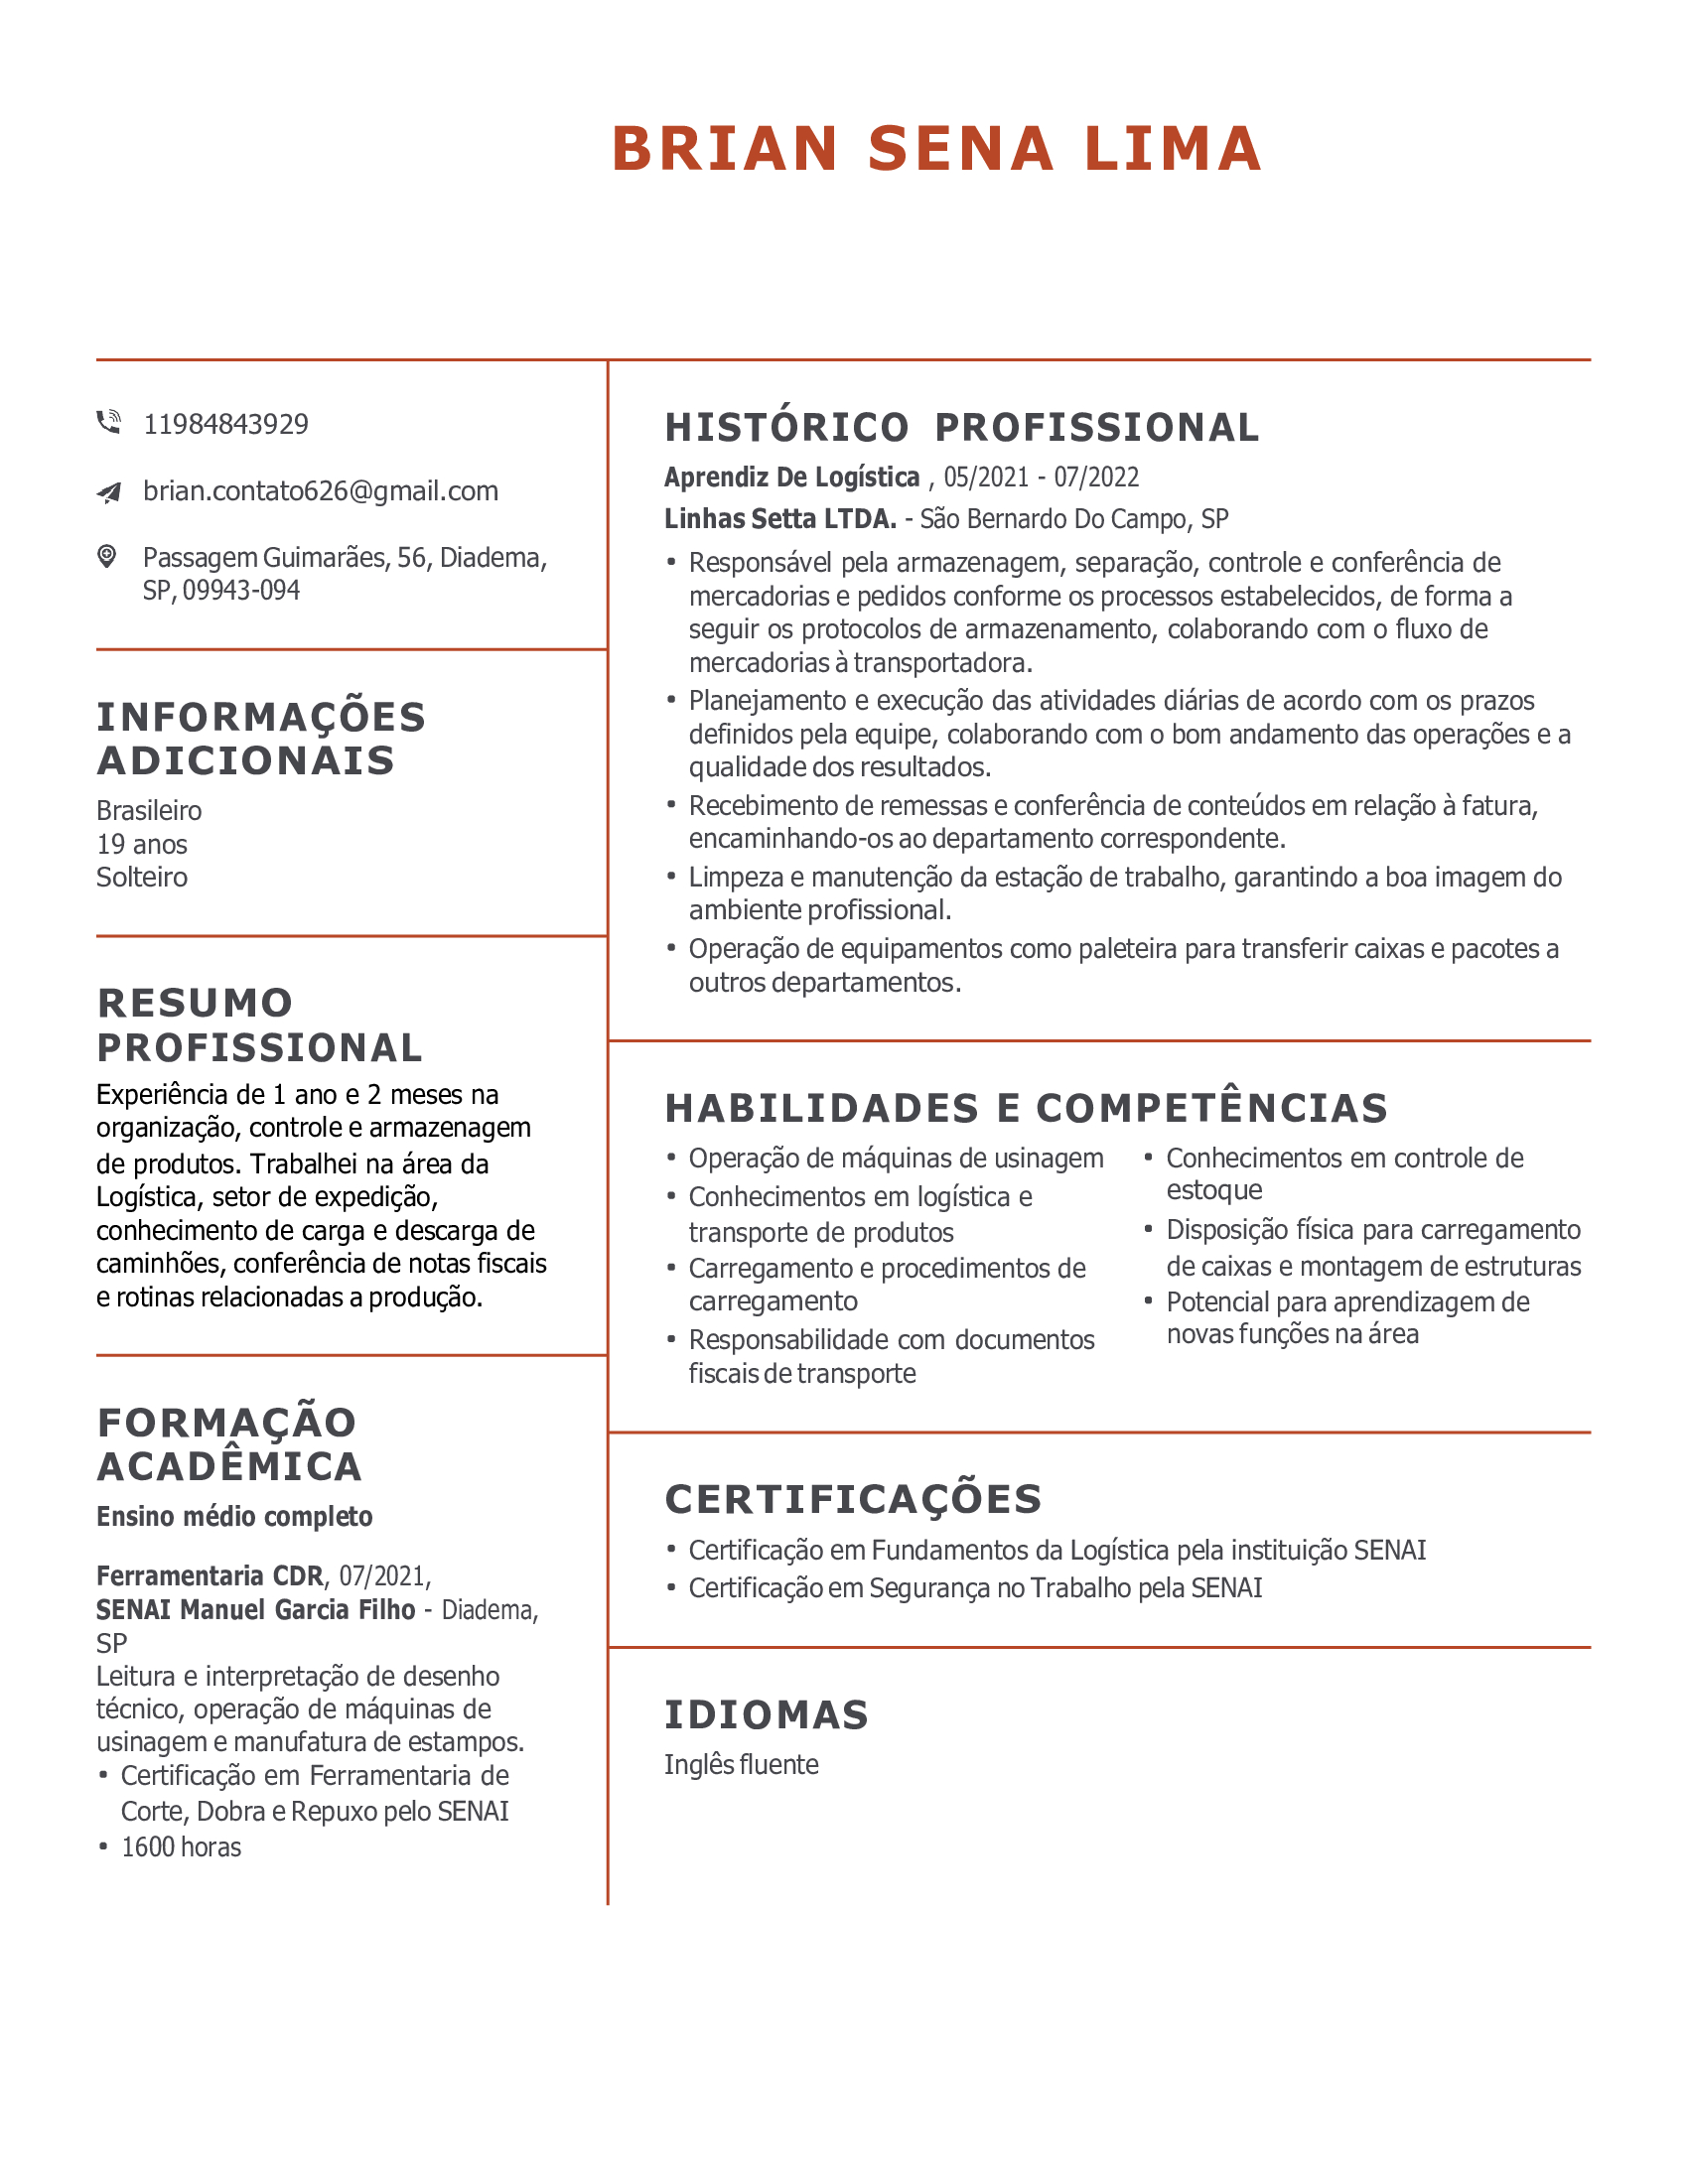 BRIAN SENA LIMA
11984843929
brian.contato626@gmail.com
Passagem Guimarães, 56, Diadema,
SP, 09943-094
INFORMAÇÕES
ADICIONAIS
Brasileiro
19 anos
Solteiro
RESUMO
PROFISSIONAL
Experiência de 1 ano e 2 meses na
organização, controle e armazenagem
de produtos. Trabalhei na área da
Logística, setor de expedição,
conhecimento de carga e descarga de
caminhões, conferência de notas fiscais
e rotinas relacionadas a produção.
FORMAÇÃO
ACADÊMICA
Ensino médio completo
Ferramentaria CDR, 07/2021,
SENAI Manuel Garcia Filho - Diadema,
SP
Leitura e interpretação de desenho
técnico, operação de máquinas de
usinagem e manufatura de estampos.
• Certificação em Ferramentaria de
Corte, Dobra e Repuxo pelo SENAI
• 1600 horas
HISTÓRICO PROFISSIONAL
Aprendiz De Logística , 05/2021 - 07/2022
Linhas Setta LTDA. - São Bernardo Do Campo, SP
• Responsável pela armazenagem, separação, controle e conferência de
mercadorias e pedidos conforme os processos estabelecidos, de forma a
seguir os protocolos de armazenamento, colaborando com o fluxo de
mercadorias à transportadora.
• Planejamento e execução das atividades diárias de acordo com os prazos
definidos pela equipe, colaborando com o bom andamento das operações e a
qualidade dos resultados.
• Recebimento de remessas e conferência de conteúdos em relação à fatura,
encaminhando-os ao departamento correspondente.
• Limpeza e manutenção da estação de trabalho, garantindo a boa imagem do
ambiente profissional.
• Operação de equipamentos como paleteira para transferir caixas e pacotes a
outros departamentos.
HABILIDADES E COMPETÊNCIAS
• Operação de máquinas de usinagem
• Conhecimentos em logística e
transporte de produtos
• Carregamento e procedimentos de
carregamento
• Responsabilidade com documentos
fiscais de transporte
• Conhecimentos em controle de
estoque
• Disposição física para carregamento
de caixas e montagem de estruturas
• Potencial para aprendizagem de
novas funções na área
CERTIFICAÇÕES
• Certificação em Fundamentos da Logística pela instituição SENAI
• Certificação em Segurança no Trabalho pela SENAI
IDIOMAS
Inglês fluente